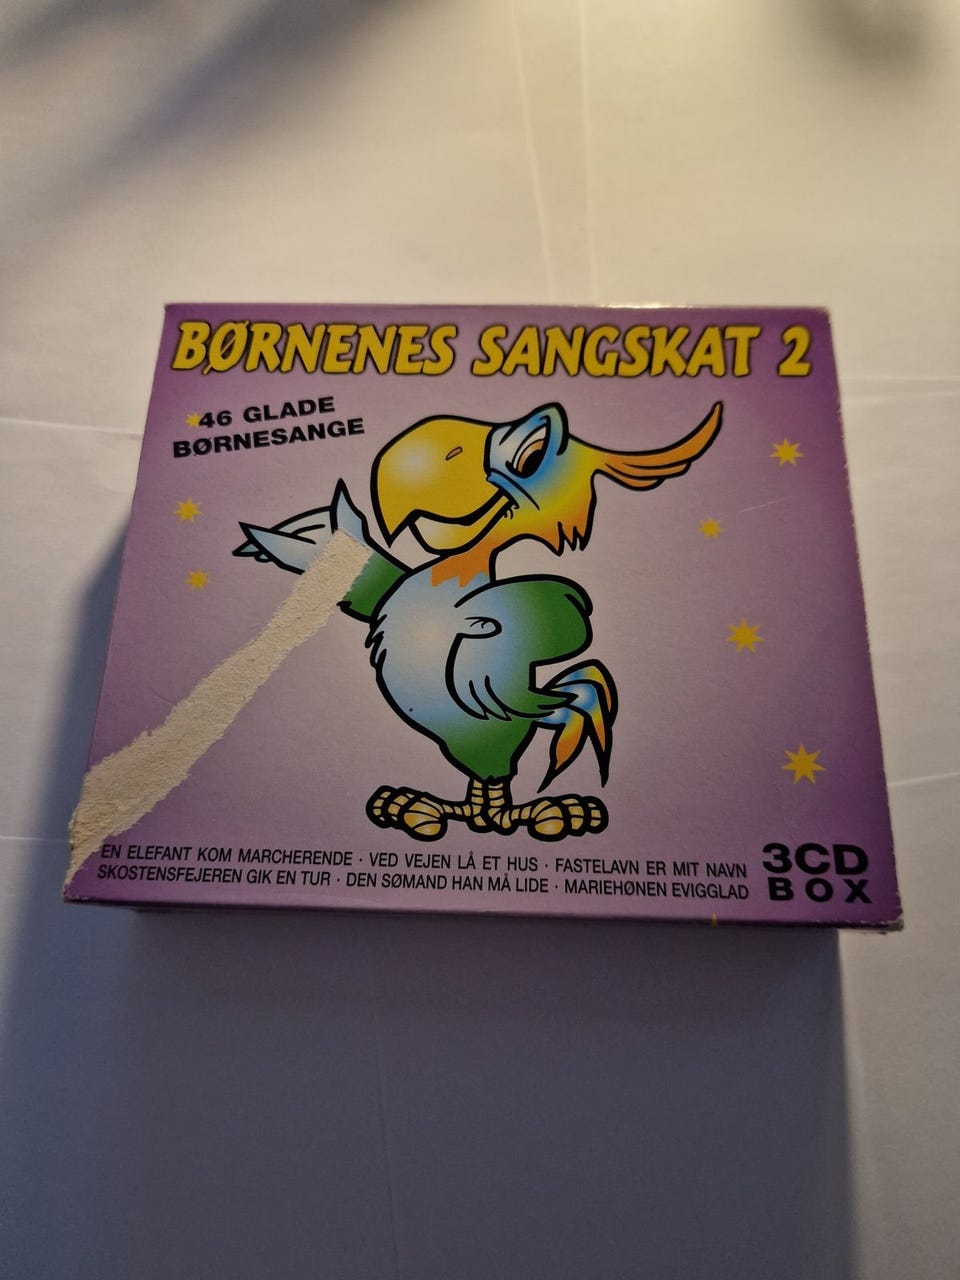 BØRNENES SANGSKAT 2
46 GLADE
BØRNESANGE
EN ELEFANT KOM MARCHERENDE · VED VEJEN LÅ ET HUS · FASTELAVN ER MIT NAVN
SKOSTENSFEJEREN GIK EN TUR · DEN SØMAND HAN MÅ LIDE · MARIEHØNEN EVIGGLAD
3CD
BOX